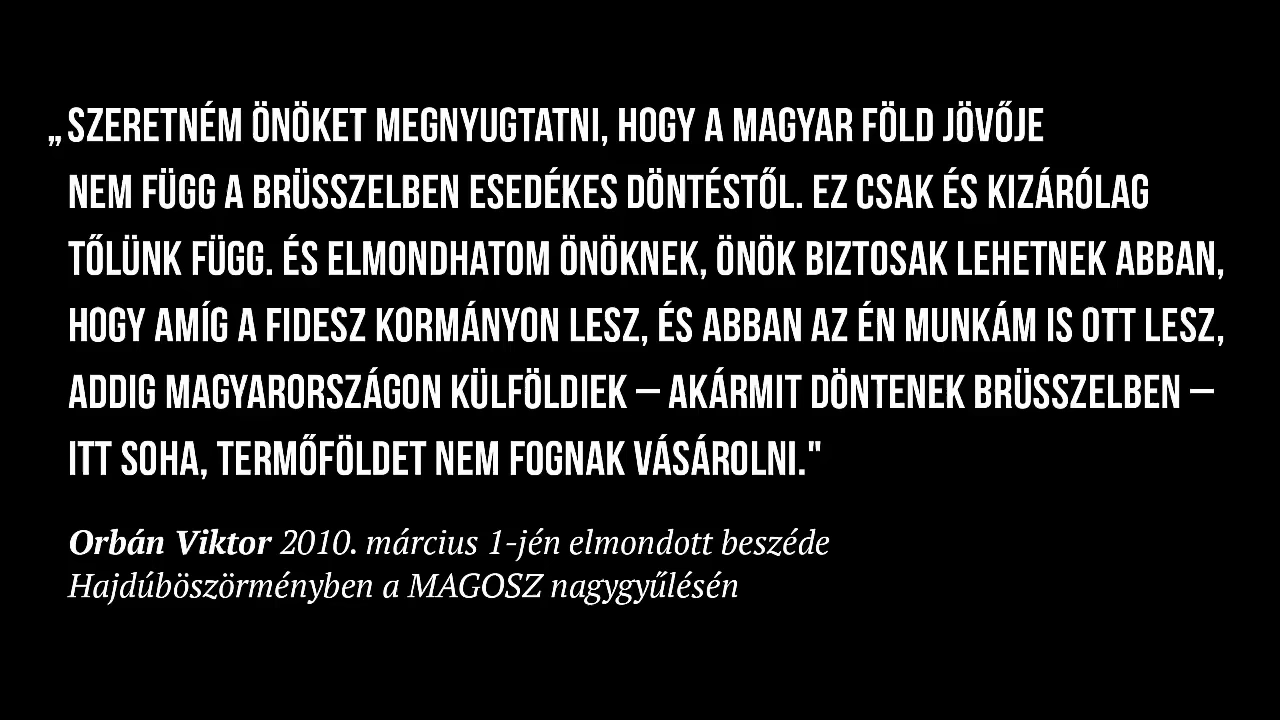 „SZERETNÉM ÖNÖKET MEGNYUGTATNI, HOGY A MAGYAR FÖLD JÖVŐJE
NEM FÜGG A BRÜSSZELBEN ESEDÉKES DÖNTÉSTŐL. EZ CSAK ÉS KIZÁRÓLAG
TŐLÜNK FÜGG. ÉS ELMONDHATOM ÖNÖKNEK, ÖNÖK BIZTOSAK LEHETNEK ABBAN,
HOGY AMÍG A FIDESZ KORMÁNYON LESZ, ÉS ABBAN AZ ÉN MUNKÁM IS OTT LESZ,
ADDIG MAGYARORSZÁGON KÜLFÖLDIEK – AKÁRMIT DÖNTENEK BRÜSSZELBEN –
ITT SOHA, TERMŐFÖLDET NEM FOGNAK VÁSÁROLNI."
Orbán Viktor 2010. március 1-jén elmondott beszéde
Hajdúböszörményben a MAGOSZ nagygyűlésén